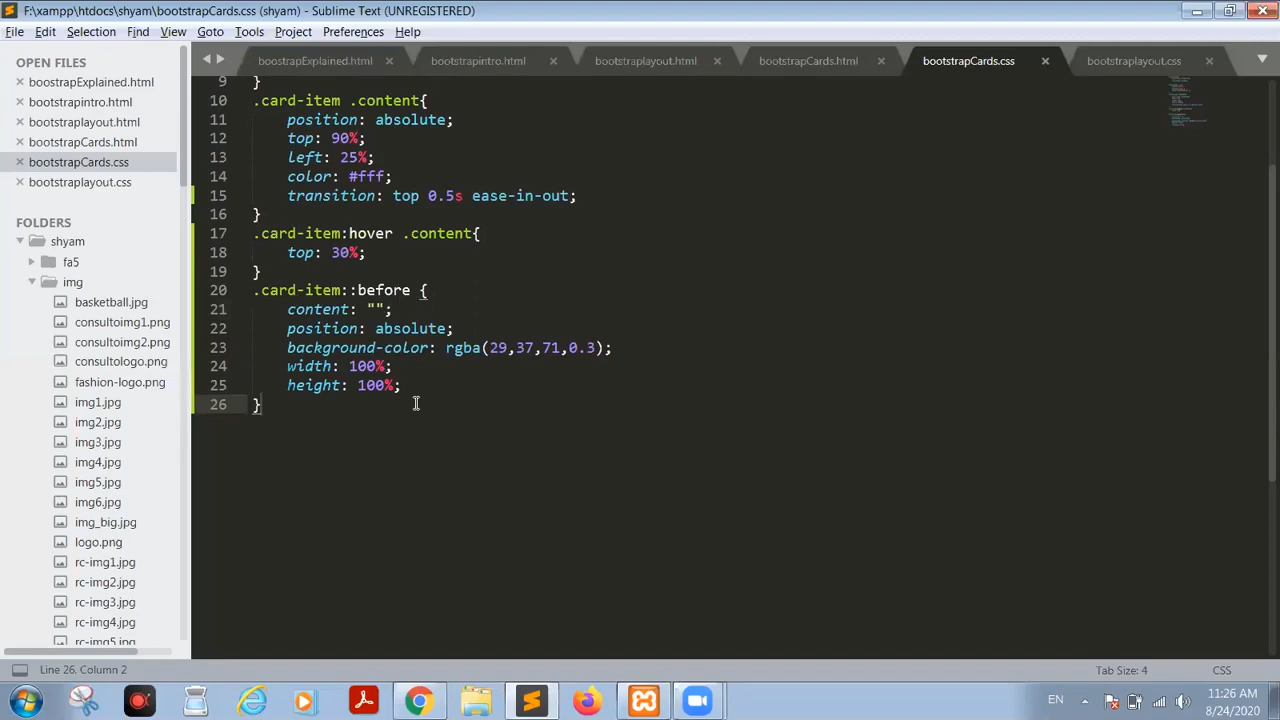 F:\xampp\htdocs\shyam\bootstrapCards.css (shyam) - Sublime Text (UNREGISTERED)
File Edit Selection Find View Goto Tools Project Preferences Help
OPEN FILES
boostrapExplained.html
bootstrapintro.html
bootstraplayout.html
bootstrapCards.html
bootstrapCards.css
bootstraplayout.css
FOLDERS
shyam
fa5
img
basketball.jpg
consultoimg1.png
consultoimg2.png
consultologo.png
fashion-logo.png
img1.jpg
img2.jpg
img3.jpg
img4.jpg
img5.jpg
img6.jpg
img_big.jpg
logo.png
rc-img1.jpg
rc-img2.jpg
rc-img3.jpg
rc-img4.jpg
rc-img5.jpg
boostrapExplained.html bootstrapintro.html bootstraplayout.html bootstrapCards.html bootstrapCards.css bootstraplayout.css
9 }
10 .card-item .content{
11 position: absolute;
12 top: 90%;
13 left: 25%;
14 color: #fff;
15 transition: top 0.5s ease-in-out;
16 }
17 .card-item:hover .content{
18 top: 30%;
19 }
20 .card-item::before {
21 content: "";
22 position: absolute;
23 background-color: rgba(29,37,71,0.3);
24 width: 100%;
25 height: 100%;
26 }
Line 26, Column 2
Tab Size: 4 CSS
EN
11:26 AM
8/24/2020